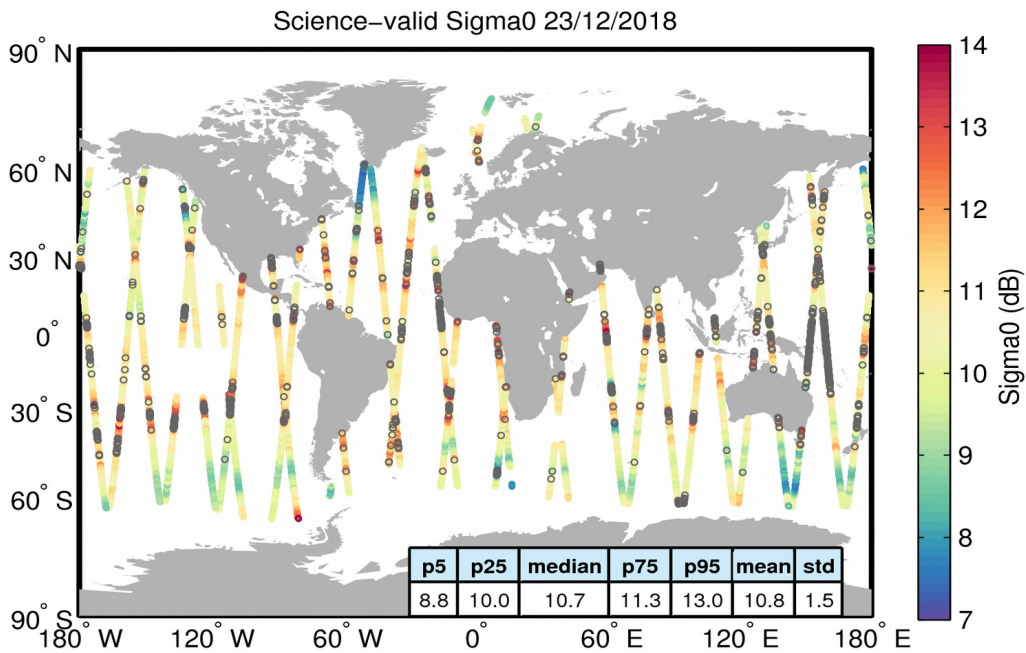 Science−valid Sigma0 23/12/2018
90° N
60° N
30° N
0°
30° S
60° S
90° S
180° W
120° W
60° W
0°
60° E
120° E
180° E
p5 p25 median p75 p95 mean std
8.8 10.0 10.7 11.3 13.0 10.8 1.5
14
13
12
11
10
9
8
7
Sigma0 (dB)